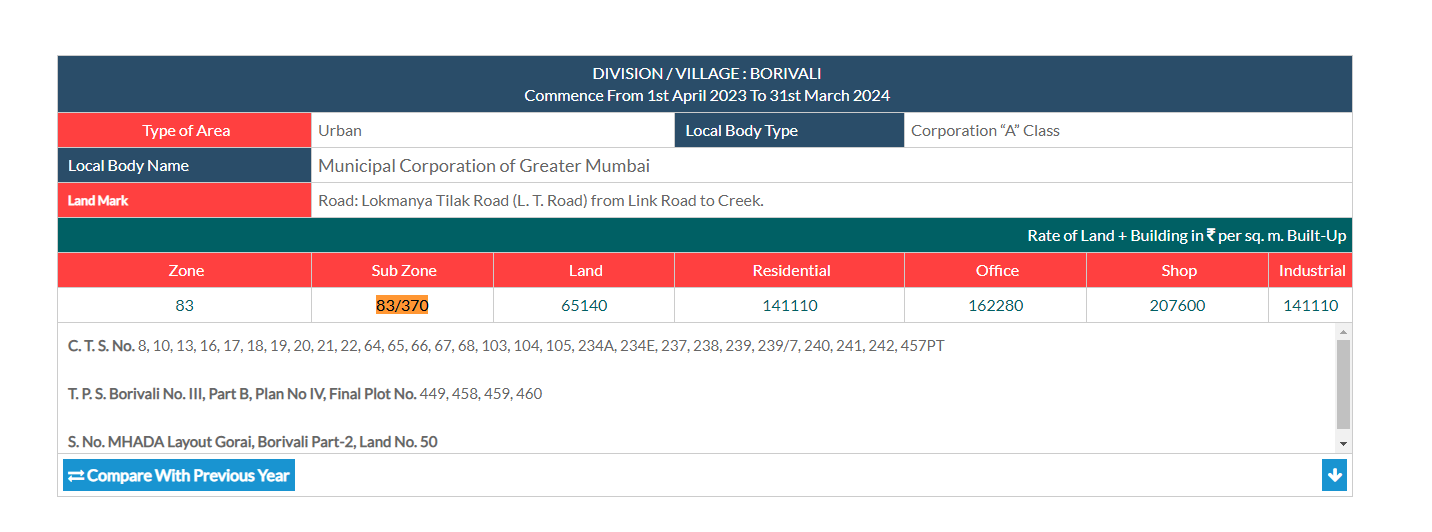 DIVISION / VILLAGE : BORIVALI
Commence From 1st April 2023 To 31st March 2024
Type of Area Urban Local Body Type Corporation “A” Class
Local Body Name Municipal Corporation of Greater Mumbai
Land Mark Road: Lokmanya Tilak Road (L. T. Road) from Link Road to Creek.
Rate of Land + Building in ₹ per sq. m. Built-Up
Zone Sub Zone Land Residential Office Shop Industrial
83 83/370 65140 141110 162280 207600 141110
C. T. S. No. 8, 10, 13, 16, 17, 18, 19, 20, 21, 22, 64, 65, 66, 67, 68, 103, 104, 105, 234A, 234E, 237, 238, 239, 239/7, 240, 241, 242, 457PT
T. P. S. Borivali No. III, Part B, Plan No IV, Final Plot No. 449, 458, 459, 460
S. No. MHADA Layout Gorai, Borivali Part-2, Land No. 50
Compare With Previous Year